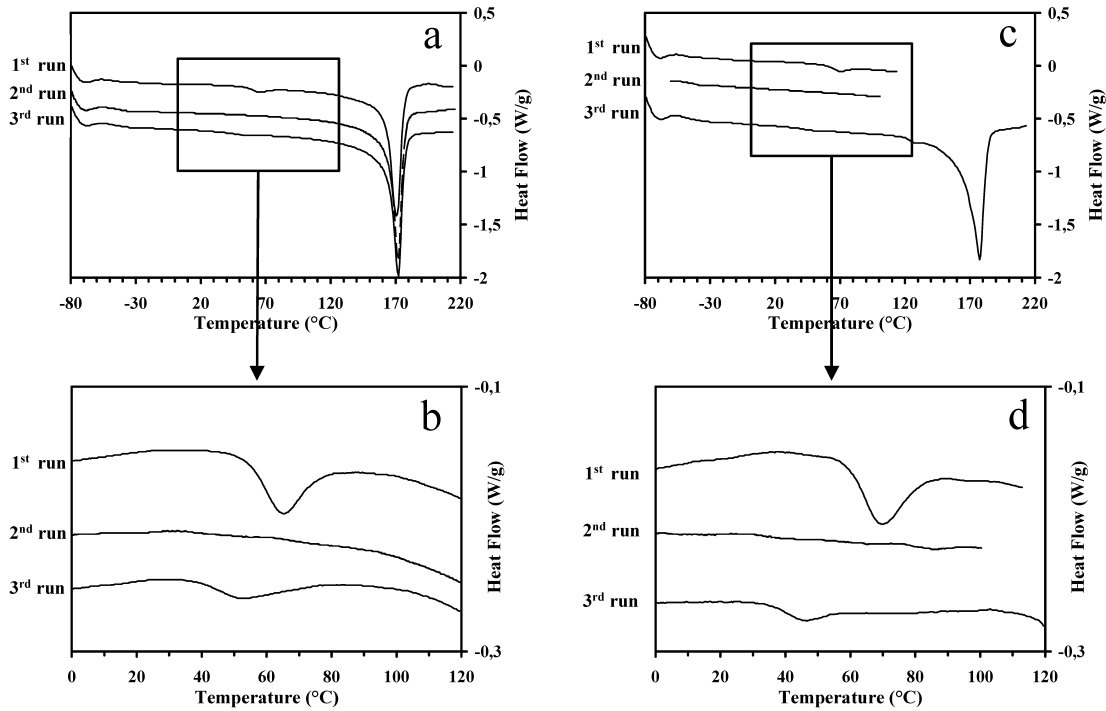 a
0,5
0
-0,5
-1
-1,5
-2
Heat Flow (W/g)
1st run
2nd run
3rd run
-80 -30 20 70 120 170 220
Temperature (°C)
c
0,5
0
-0,5
-1
-1,5
-2
Heat Flow (W/g)
1st run
2nd run
3rd run
-80 -30 20 70 120 170 220
Temperature (°C)
b
-0,1
-0,3
Heat Flow (W/g)
1st run
2nd run
3rd run
0 20 40 60 80 100 120
Temperature (°C)
d
-0,1
-0,3
Heat Flow (W/g)
1st run
2nd run
3rd run
0 20 40 60 80 100 120
Temperature (°C)